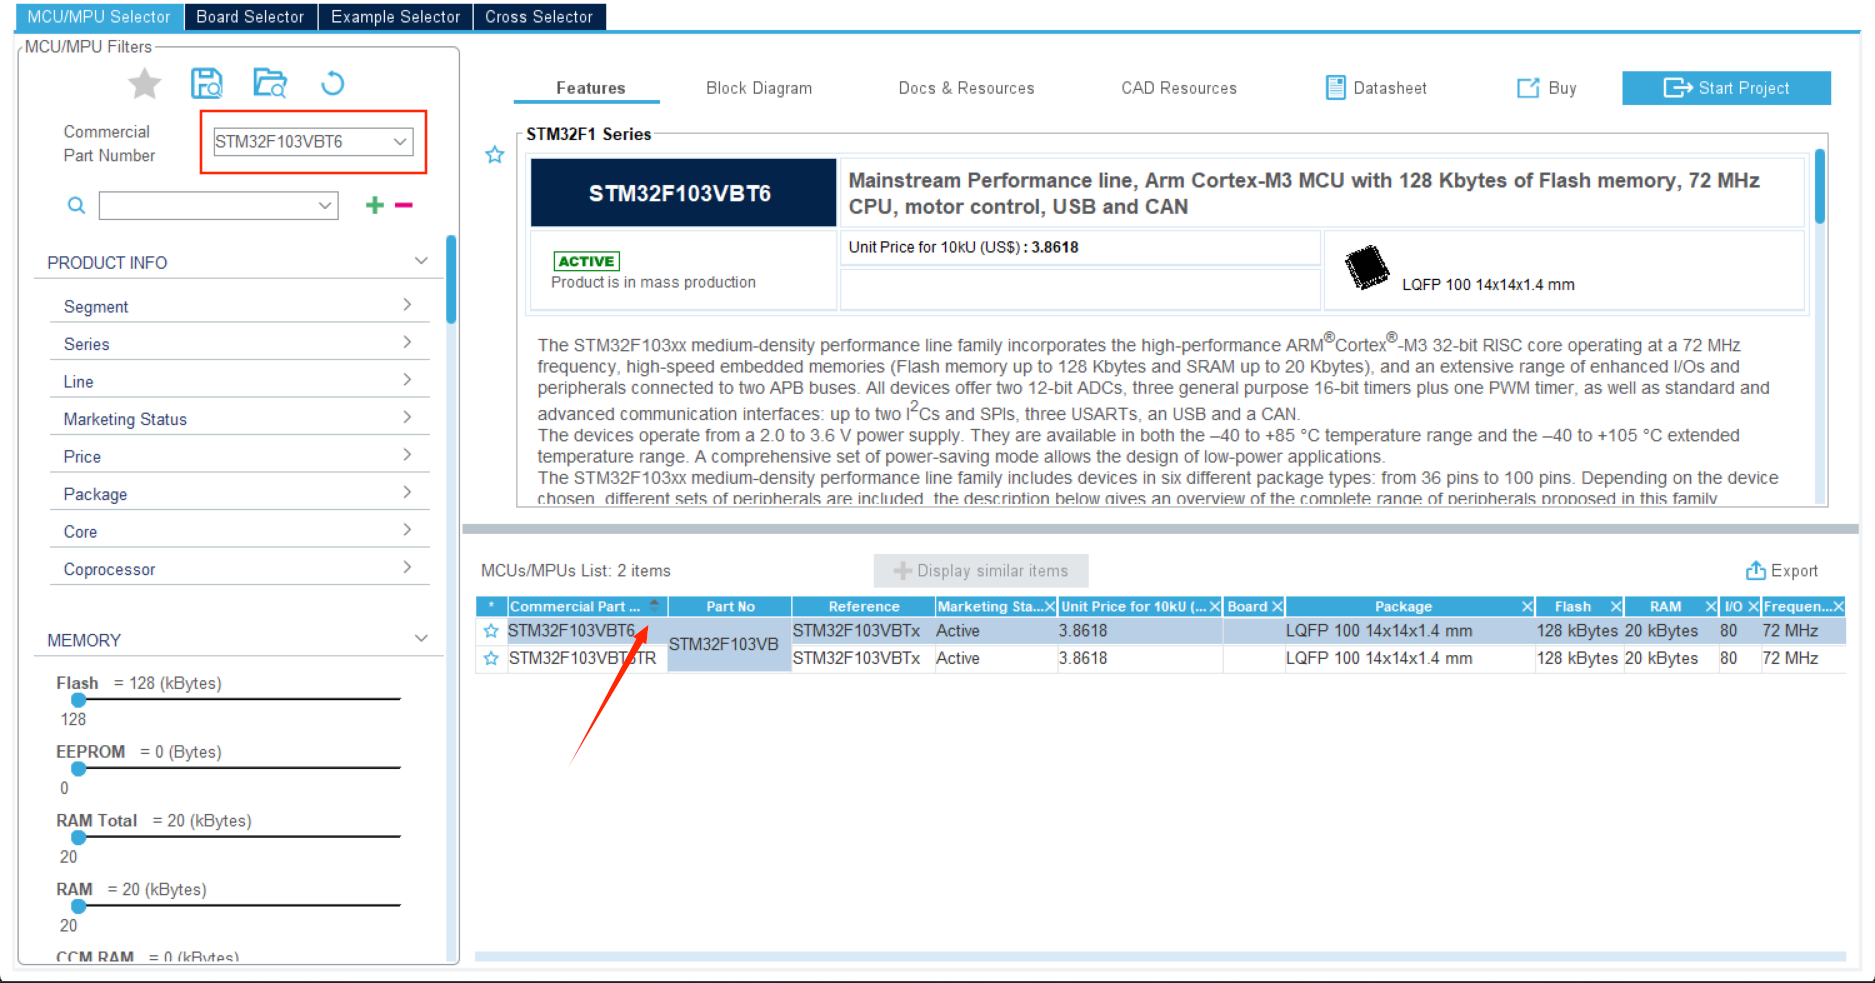 MCU/MPU Selector Board Selector Example Selector Cross Selector
MCU/MPU Filters
Commercial
Part Number
STM32F103VBT6
PRODUCT INFO
Segment
Series
Line
Marketing Status
Price
Package
Core
Coprocessor
MEMORY
Flash = 128 (kBytes)
128
EEPROM = 0 (Bytes)
0
RAM Total = 20 (kBytes)
20
RAM = 20 (kBytes)
20
CCM RAM = 0 (kBytes)
Features Block Diagram Docs & Resources CAD Resources Datasheet Buy Start Project
STM32F1 Series
STM32F103VBT6
Mainstream Performance line, Arm Cortex-M3 MCU with 128 Kbytes of Flash memory, 72 MHz
CPU, motor control, USB and CAN
ACTIVE
Product is in mass production
Unit Price for 10kU (US$) : 3.8618
LQFP 100 14x14x1.4 mm
The STM32F103xx medium-density performance line family incorporates the high-performance ARM®Cortex®-M3 32-bit RISC core operating at a 72 MHz
frequency, high-speed embedded memories (Flash memory up to 128 Kbytes and SRAM up to 20 Kbytes), and an extensive range of enhanced I/Os and
peripherals connected to two APB buses. All devices offer two 12-bit ADCs, three general purpose 16-bit timers plus one PWM timer, as well as standard and
advanced communication interfaces: up to two I²Cs and SPIs, three USARTs, an USB and a CAN.
The devices operate from a 2.0 to 3.6 V power supply. They are available in both the –40 to +85 °C temperature range and the –40 to +105 °C extended
temperature range. A comprehensive set of power-saving mode allows the design of low-power applications.
The STM32F103xx medium-density performance line family includes devices in six different package types: from 36 pins to 100 pins. Depending on the device
chosen, different sets of peripherals are included, the description below gives an overview of the complete range of peripherals proposed in this family.
MCUs/MPUs List: 2 items Display similar items Export
* Commercial Part ... Part No Reference Marketing Sta... Unit Price for 10kU (... Board Package Flash RAM I/O Frequen...
STM32F103VBT6 STM32F103VB STM32F103VBTx Active 3.8618 LQFP 100 14x14x1.4 mm 128 kBytes 20 kBytes 80 72 MHz
STM32F103VBT6TR STM32F103VBTx Active 3.8618 LQFP 100 14x14x1.4 mm 128 kBytes 20 kBytes 80 72 MHz